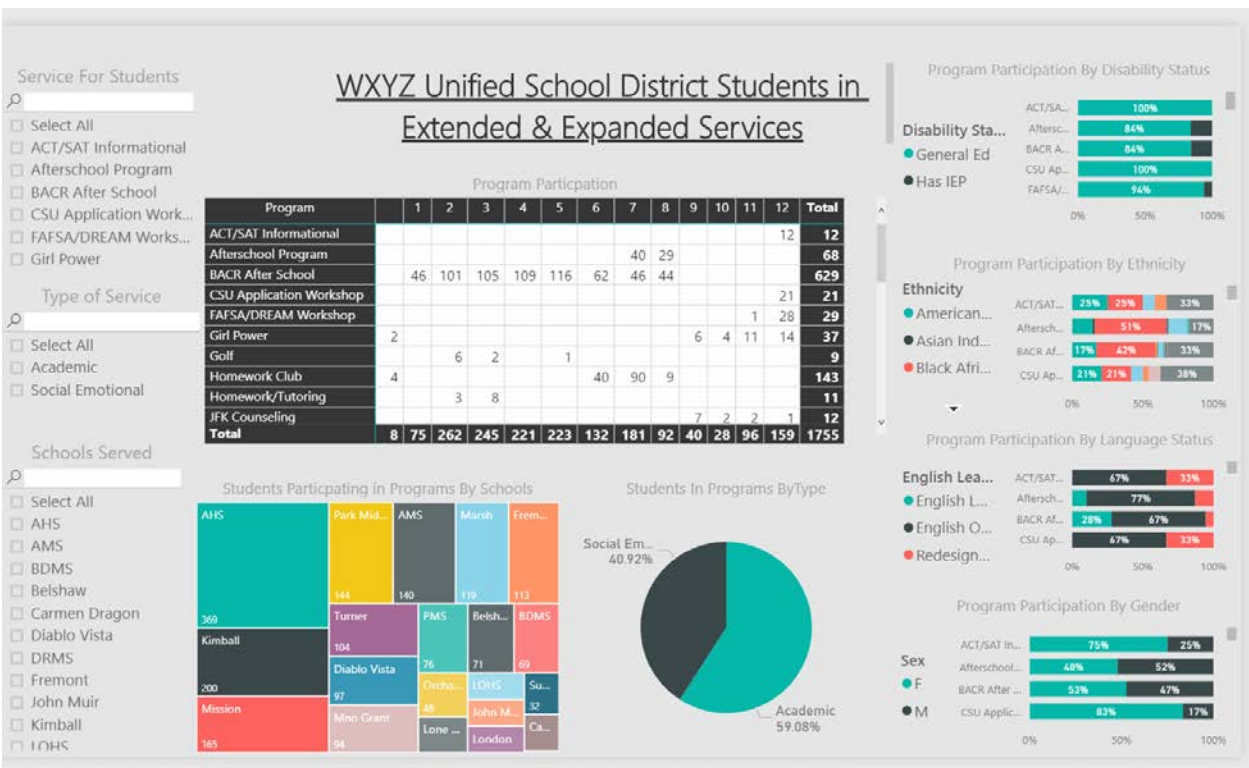 Service For Students
Select All
ACT/SAT Informational
Afterschool Program
BACR After School
CSU Application Work...
FAFSA/DREAM Works...
Girl Power
Type of Service
Select All
Academic
Social Emotional
Schools Served
Select All
AHS
AMS
BDMS
Belshaw
Carmen Dragon
Diablo Vista
DRMS
Fremont
John Muir
Kimball
LOHS
WXYZ Unified School District Students in
Extended & Expanded Services
Program Particpation
Program 1 2 3 4 5 6 7 8 9 10 11 12 Total
ACT/SAT Informational 12 12
Afterschool Program 40 29 68
BACR After School 46 101 105 109 116 62 46 44 629
CSU Application Workshop 21 21
FAFSA/DREAM Workshop 1 28 29
Girl Power 2 6 4 11 14 37
Golf 6 2 1 9
Homework Club 4 40 90 9 143
Homework/Tutoring 3 8 11
JFK Counseling 7 2 2 1 12
Total 8 75 262 245 221 223 132 181 92 40 28 96 159 1755
Students Particpating in Programs By Schools
AHS
369
Kimball
200
Mission
165
Park Mid...
144
AMS
140
Marsh
119
Frem...
113
Turner
104
Diablo Vista
97
Mno Grant
94
PMS
76
Belsh...
71
BDMS
69
Orcha...
48
Lone ...
LOHS
John M...
London
Su...
32
Ca...
Students In Programs ByType
Social Em...
40.92%
Academic
59.08%
Program Participation By Disability Status
Disability Sta...
General Ed
Has IEP
ACT/SA... 100%
Aftersc... 84%
BACR A... 84%
CSU Ap... 100%
FAFSA/... 94%
0% 50% 100%
Program Participation By Ethnicity
Ethnicity
American...
Asian Ind...
Black Afri...
ACT/SAT... 25% 25% 33%
Aftersch... 51% 17%
BACR Af... 17% 42% 33%
CSU Ap... 21% 21% 38%
0% 50% 100%
Program Participation By Language Status
English Lea...
English L...
English O...
Redesign...
ACT/SAT... 67% 33%
Aftersch... 77%
BACR Af... 28% 67%
CSU Ap... 67% 33%
0% 50% 100%
Program Participation By Gender
Sex
F
M
ACT/SAT In... 75% 25%
Afterschool... 48% 52%
BACR After ... 53% 47%
CSU Applic... 83% 17%
0% 50% 100%